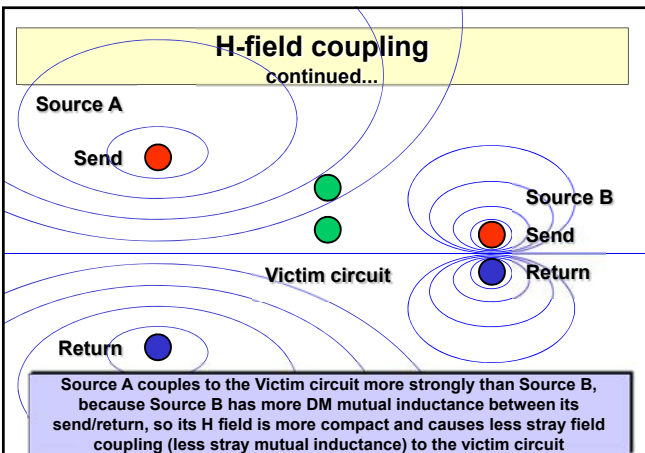 H-field coupling
continued...
Source A
Send
Source B
Send
Victim circuit
Return
Return
Source A couples to the Victim circuit more strongly than Source B,
because Source B has more DM mutual inductance between its
send/return, so its H field is more compact and causes less stray field
coupling (less stray mutual inductance) to the victim circuit